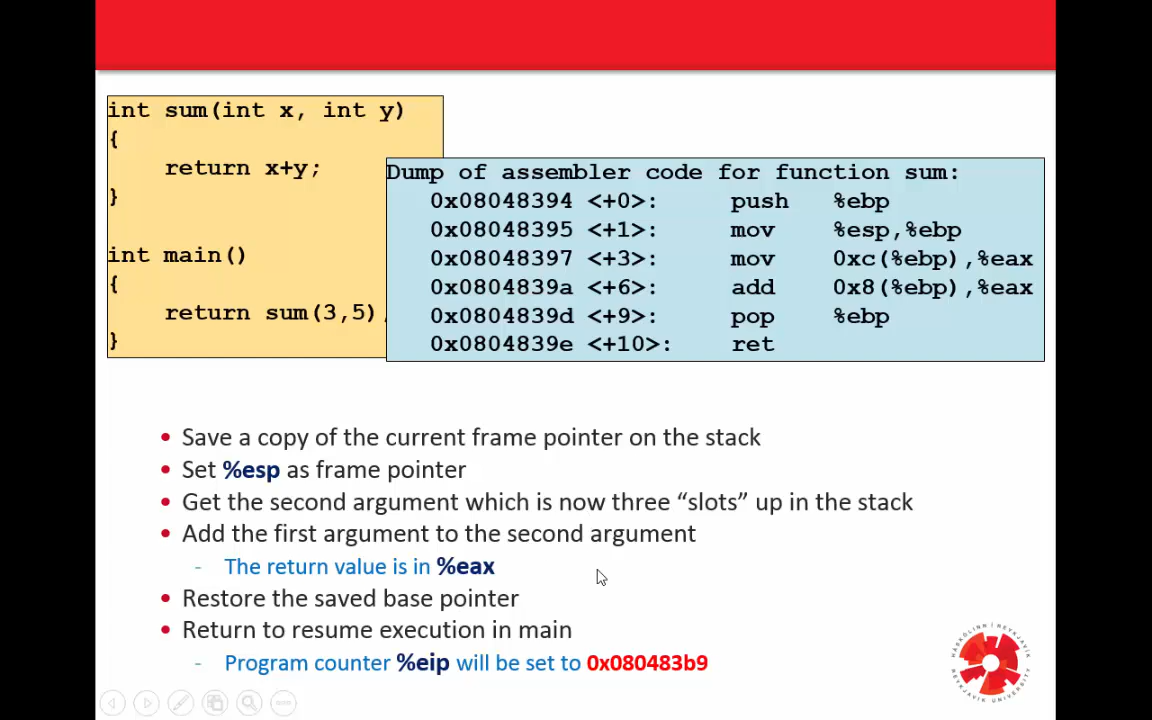 int sum(int x, int y)
{
return x+y;
}
int main()
{
return sum(3,5)
}
Dump of assembler code for function sum:
0x08048394 <+0>: push %ebp
0x08048395 <+1>: mov %esp,%ebp
0x08048397 <+3>: mov 0xc(%ebp),%eax
0x0804839a <+6>: add 0x8(%ebp),%eax
0x0804839d <+9>: pop %ebp
0x0804839e <+10>: ret
• Save a copy of the current frame pointer on the stack
• Set %esp as frame pointer
• Get the second argument which is now three “slots” up in the stack
• Add the first argument to the second argument
- The return value is in %eax
• Restore the saved base pointer
• Return to resume execution in main
- Program counter %eip will be set to 0x080483b9
HÁSKÓLINN Í REYKJAVÍK
REYKJAVIK UNIVERSITY